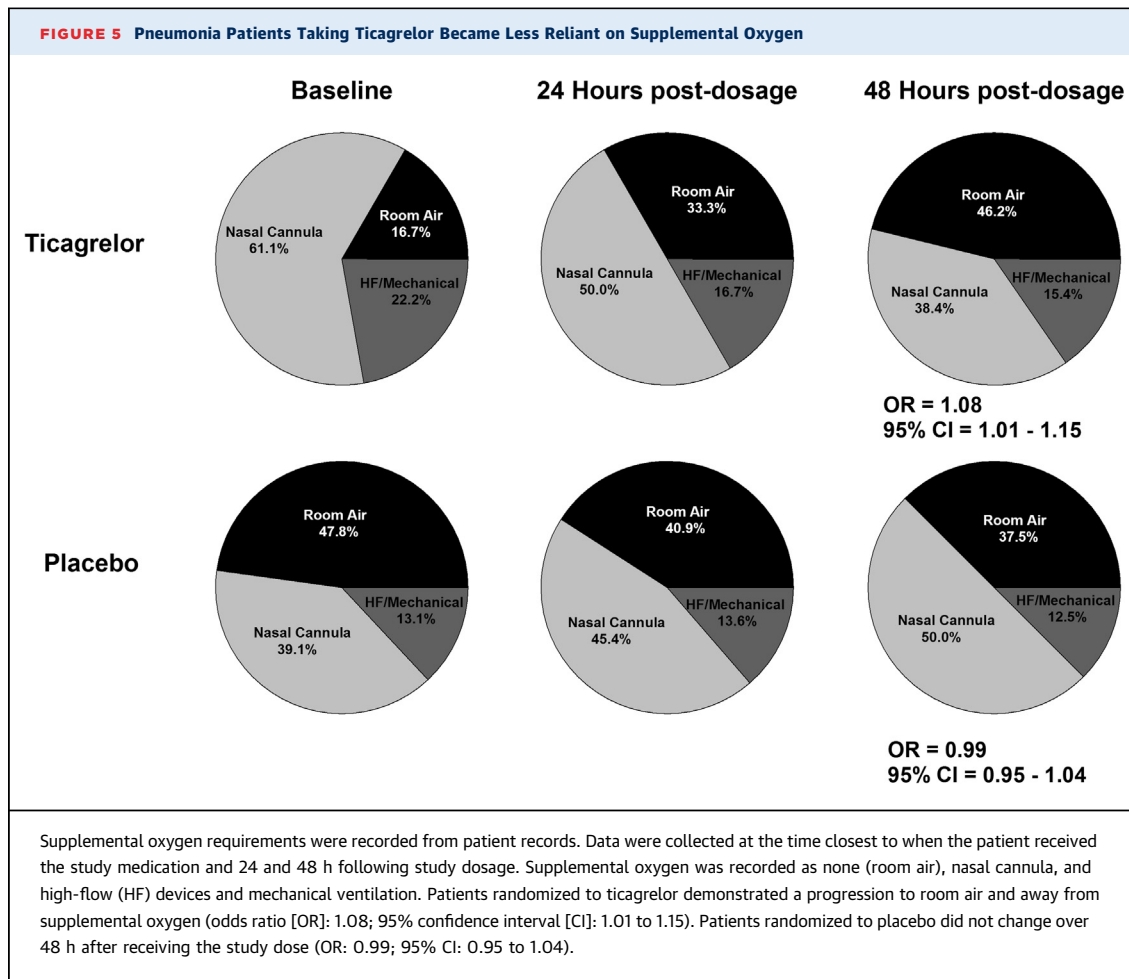 FIGURE 5 Pneumonia Patients Taking Ticagrelor Became Less Reliant on Supplemental Oxygen
Baseline
24 Hours post-dosage
48 Hours post-dosage
Ticagrelor
Nasal Cannula
61.1%
Room Air
16.7%
HF/Mechanical
22.2%
Room Air
33.3%
Nasal Cannula
50.0%
HF/Mechanical
16.7%
Room Air
46.2%
Nasal Cannula
38.4%
HF/Mechanical
15.4%
OR = 1.08
95% CI = 1.01 - 1.15
Placebo
Room Air
47.8%
Nasal Cannula
39.1%
HF/Mechanical
13.1%
Room Air
40.9%
Nasal Cannula
45.4%
HF/Mechanical
13.6%
Room Air
37.5%
Nasal Cannula
50.0%
HF/Mechanical
12.5%
OR = 0.99
95% CI = 0.95 - 1.04
Supplemental oxygen requirements were recorded from patient records. Data were collected at the time closest to when the patient received
the study medication and 24 and 48 h following study dosage. Supplemental oxygen was recorded as none (room air), nasal cannula, and
high-flow (HF) devices and mechanical ventilation. Patients randomized to ticagrelor demonstrated a progression to room air and away from
supplemental oxygen (odds ratio [OR]: 1.08; 95% confidence interval [CI]: 1.01 to 1.15). Patients randomized to placebo did not change over
48 h after receiving the study dose (OR: 0.99; 95% CI: 0.95 to 1.04).